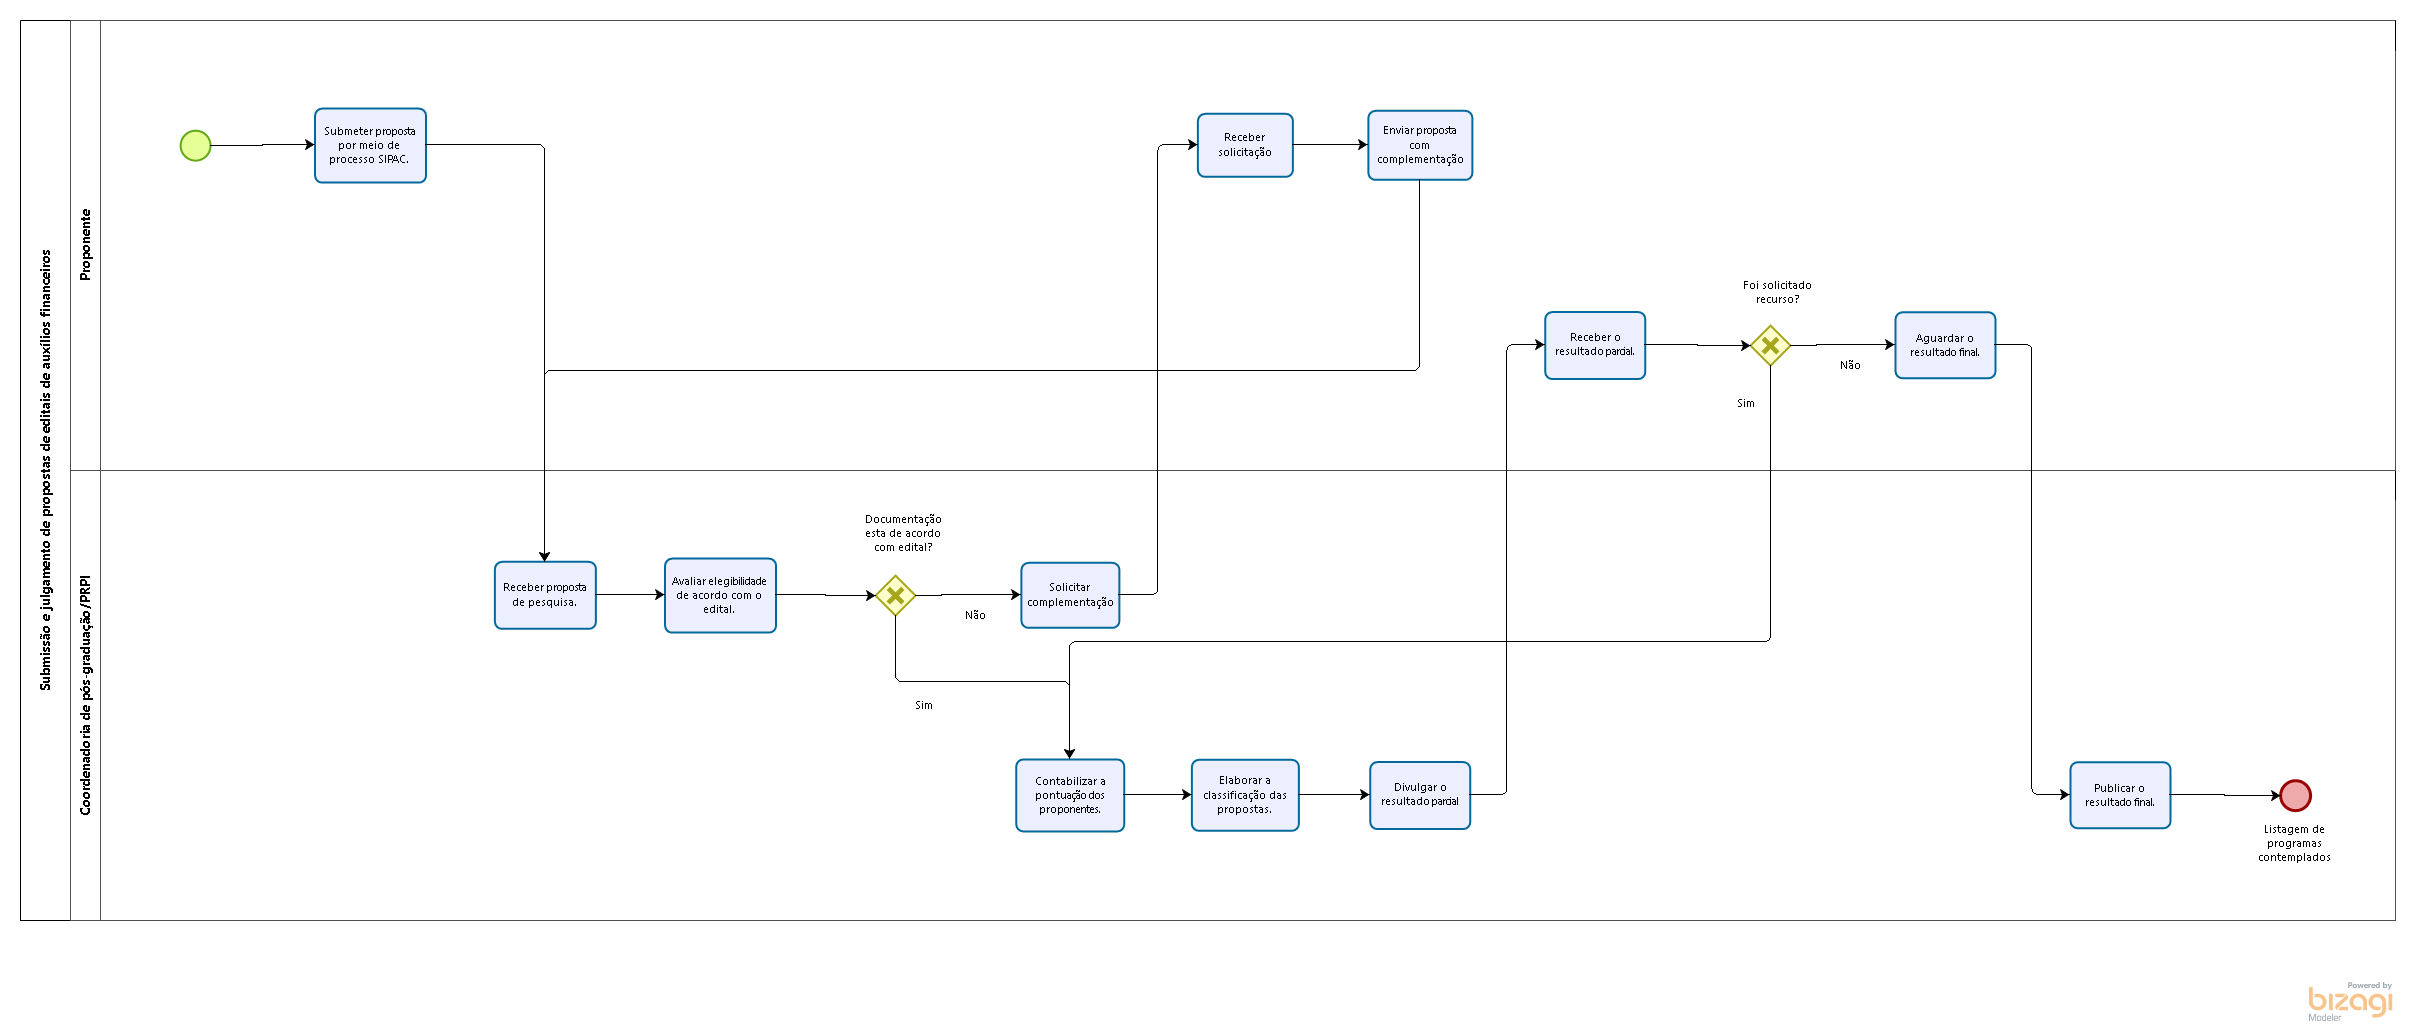 Submissão e julgamento de propostas de editais de auxílios financeiros
Proponente
Submeter proposta
por meio de
processo SIPAC.
Receber
solicitação
Enviar proposta
com
complementação
Receber o
resultado parcial.
Foi solicitado
recurso?
Não
Sim
Aguardar o
resultado final.
Coordenadoria de pós-graduação/PRPI
Receber proposta
de pesquisa.
Avaliar elegibilidade
de acordo com o
edital.
Documentação
esta de acordo
com edital?
Não
Sim
Solicitar
complementação
Contabilizar a
pontuação dos
proponentes.
Elaborar a
classificação das
propostas.
Divulgar o
resultado parcial
Publicar o
resultado final.
Listagem de
programas
contemplados
Powered by
bizagi
Modeler